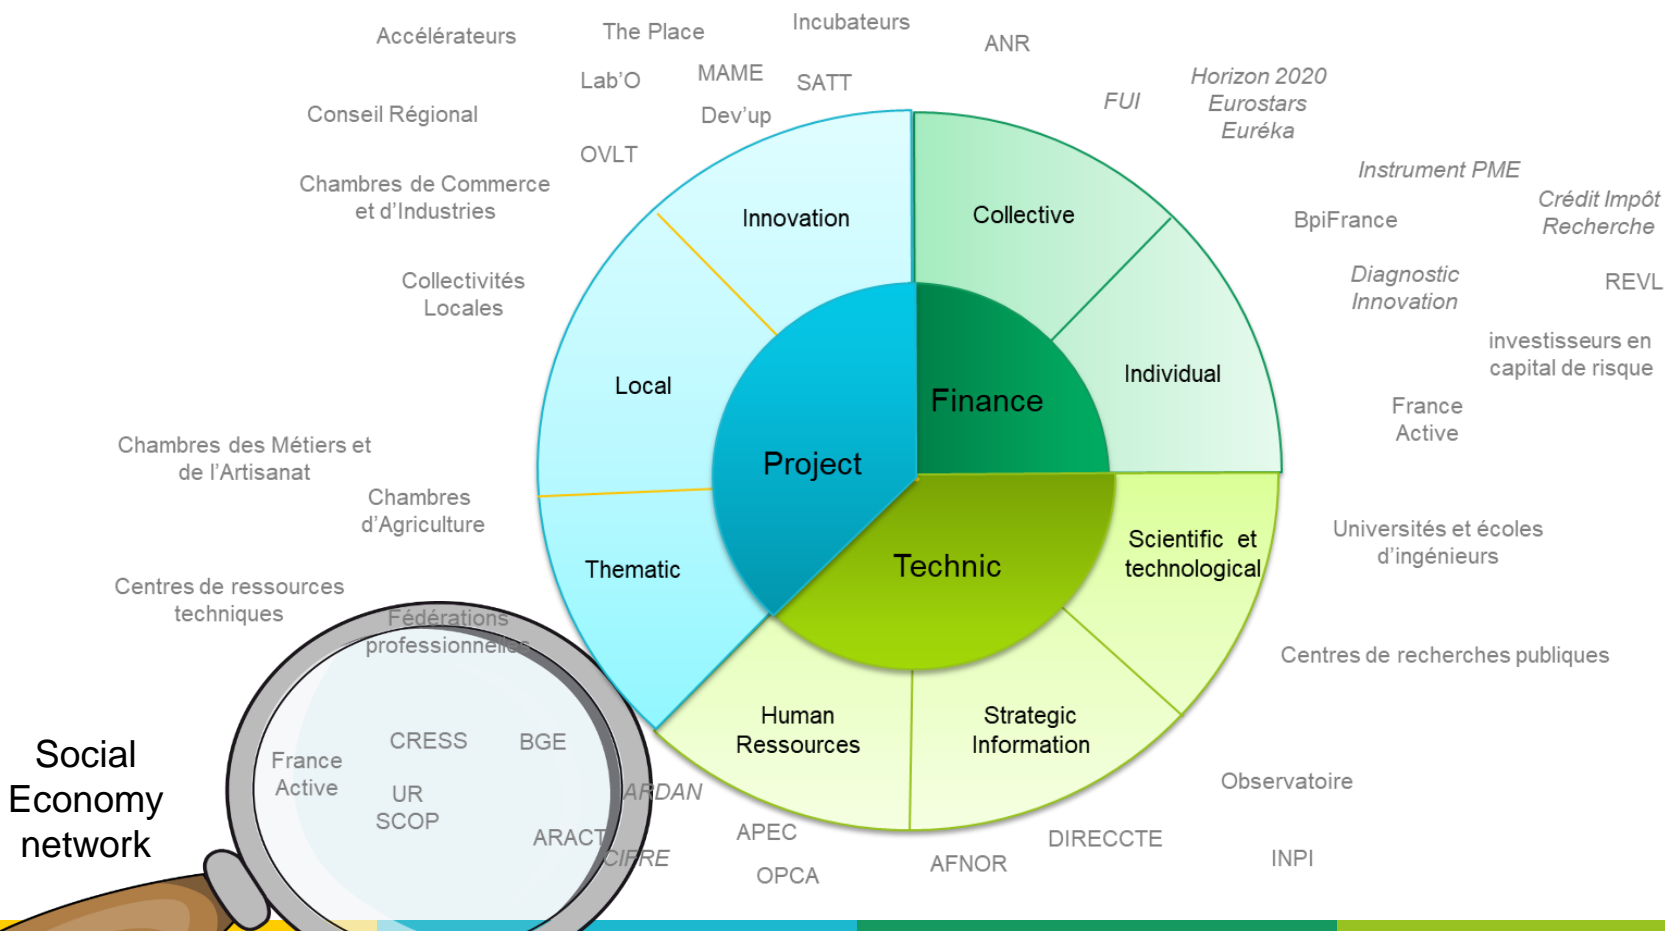 Accélérateurs
The Place
Incubateurs
ANR
Lab'O
MAME
SATT
Horizon 2020
Eurostars
Euréka
FUI
Conseil Régional
Dev'up
OVLT
Instrument PME
Chambres de Commerce
et d'Industries
Crédit Impôt
Recherche
BpiFrance
Innovation
Collective
Collectivités
Locales
Diagnostic
Innovation
REVL
investisseurs en
capital de risque
Local
Individual
Finance
France
Active
Project
Chambres des Métiers et
de l'Artisanat
Chambres
d'Agriculture
Universités et écoles
d'ingénieurs
Scientific et
technological
Thematic
Technic
Centres de ressources
techniques
Fédérations
professionnelles
Centres de recherches publiques
Human
Ressources
Strategic
Information
Social
Economy
network
CRESS
BGE
France
Active
UR
SCOP
ARDAN
Observatoire
ARACT
CIFRE
APEC
OPCA
AFNOR
DIRECCTE
INPI